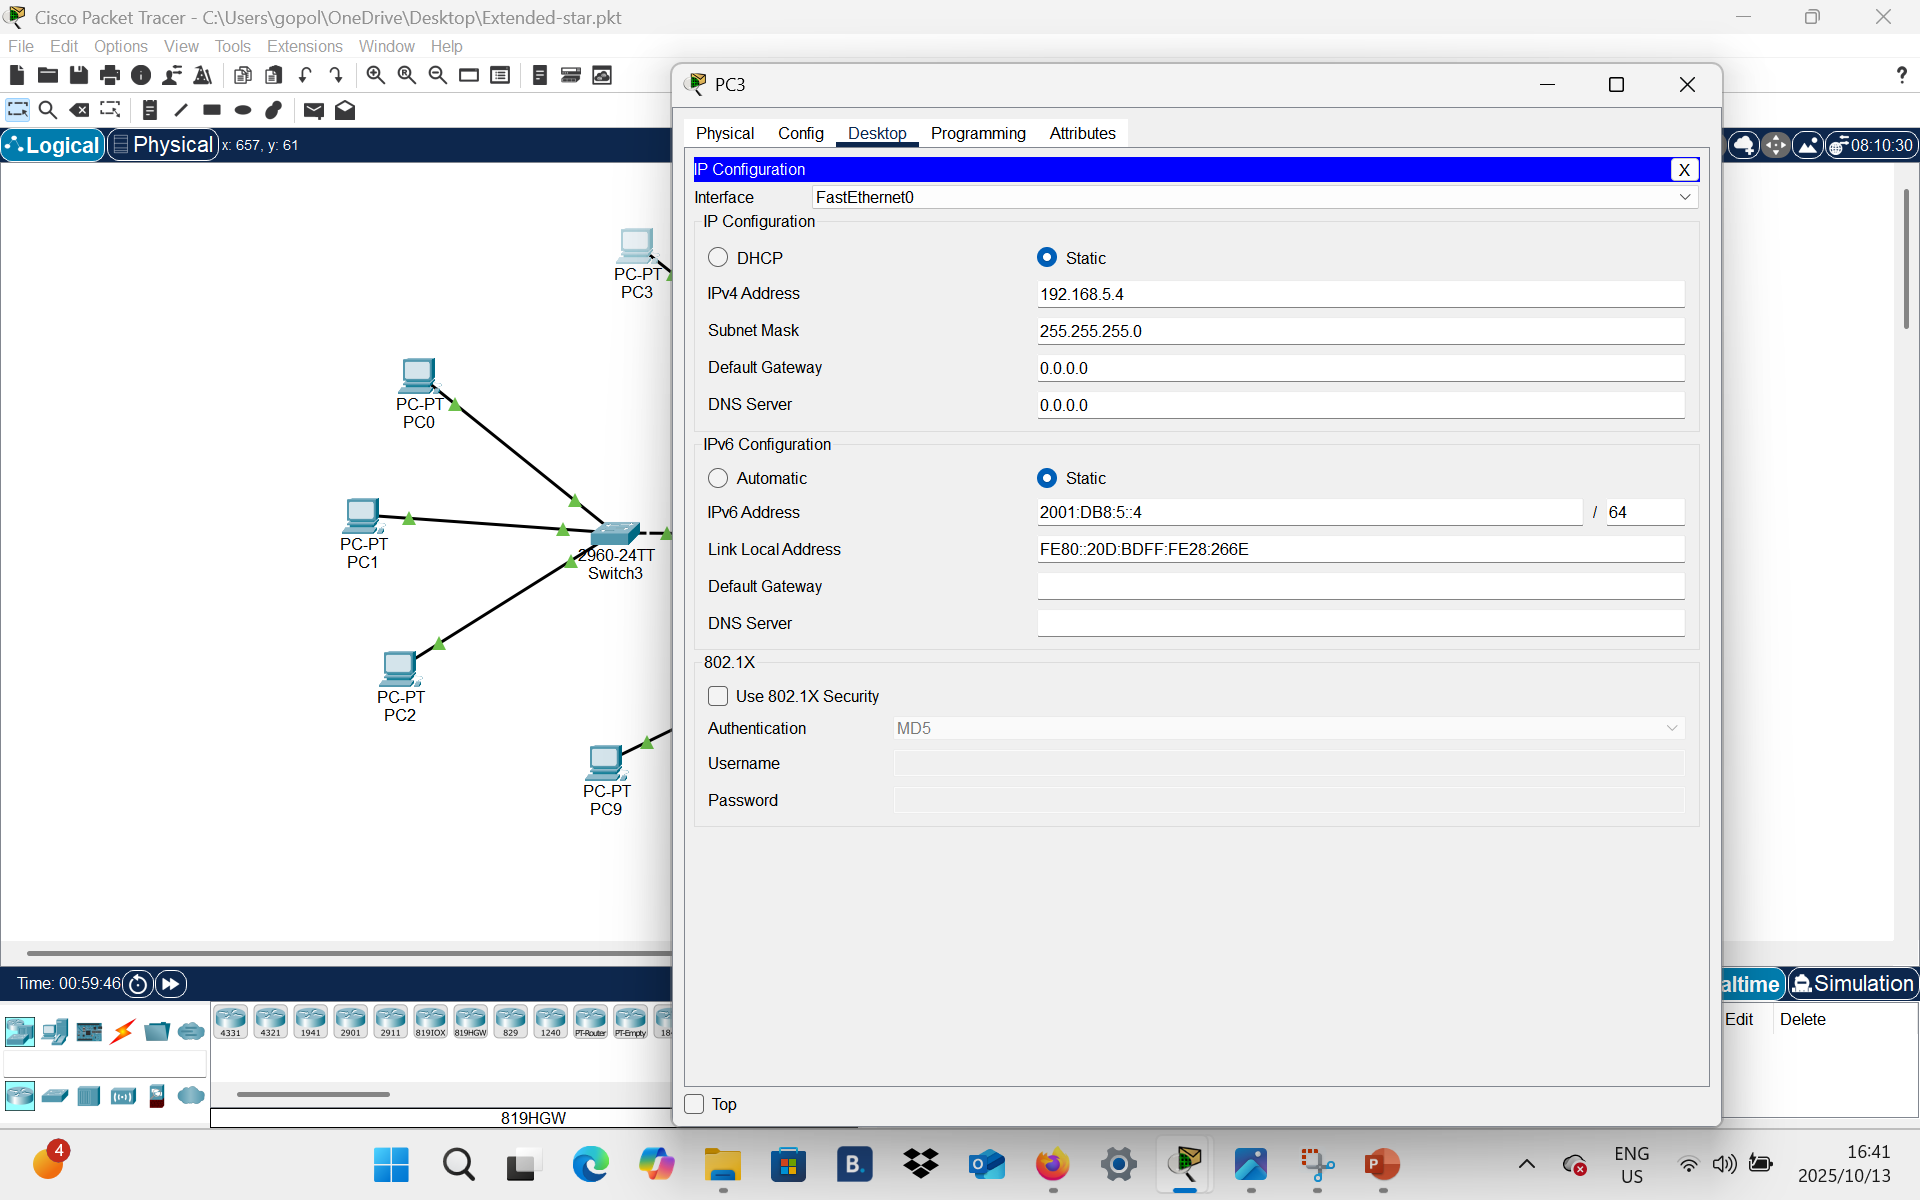 Cisco Packet Tracer - C:\Users\gopol\OneDrive\Desktop\Extended-star.pkt
File Edit Options View Tools Extensions Window Help
Logical Physical x: 657, y: 61
08:10:30
PC-PT
PC3
PC-PT
PC0
PC-PT
PC1
2960-24TT
Switch3
PC-PT
PC2
PC-PT
PC9
PC3
Physical Config Desktop Programming Attributes
IP Configuration X
Interface FastEthernet0
IP Configuration
DHCP Static
IPv4 Address 192.168.5.4
Subnet Mask 255.255.255.0
Default Gateway 0.0.0.0
DNS Server 0.0.0.0
IPv6 Configuration
Automatic Static
IPv6 Address 2001:DB8:5::4 / 64
Link Local Address FE80::20D:BDFF:FE28:266E
Default Gateway
DNS Server
802.1X
Use 802.1X Security
Authentication MD5
Username
Password
Top
Time: 00:59:46
altime Simulation
Edit Delete
4331 4321 1941 2901 2911 819IOX 819HGW 829 1240 PT-Router PT-Empty 18
819HGW
4
B.
ENG
US
16:41
2025/10/13